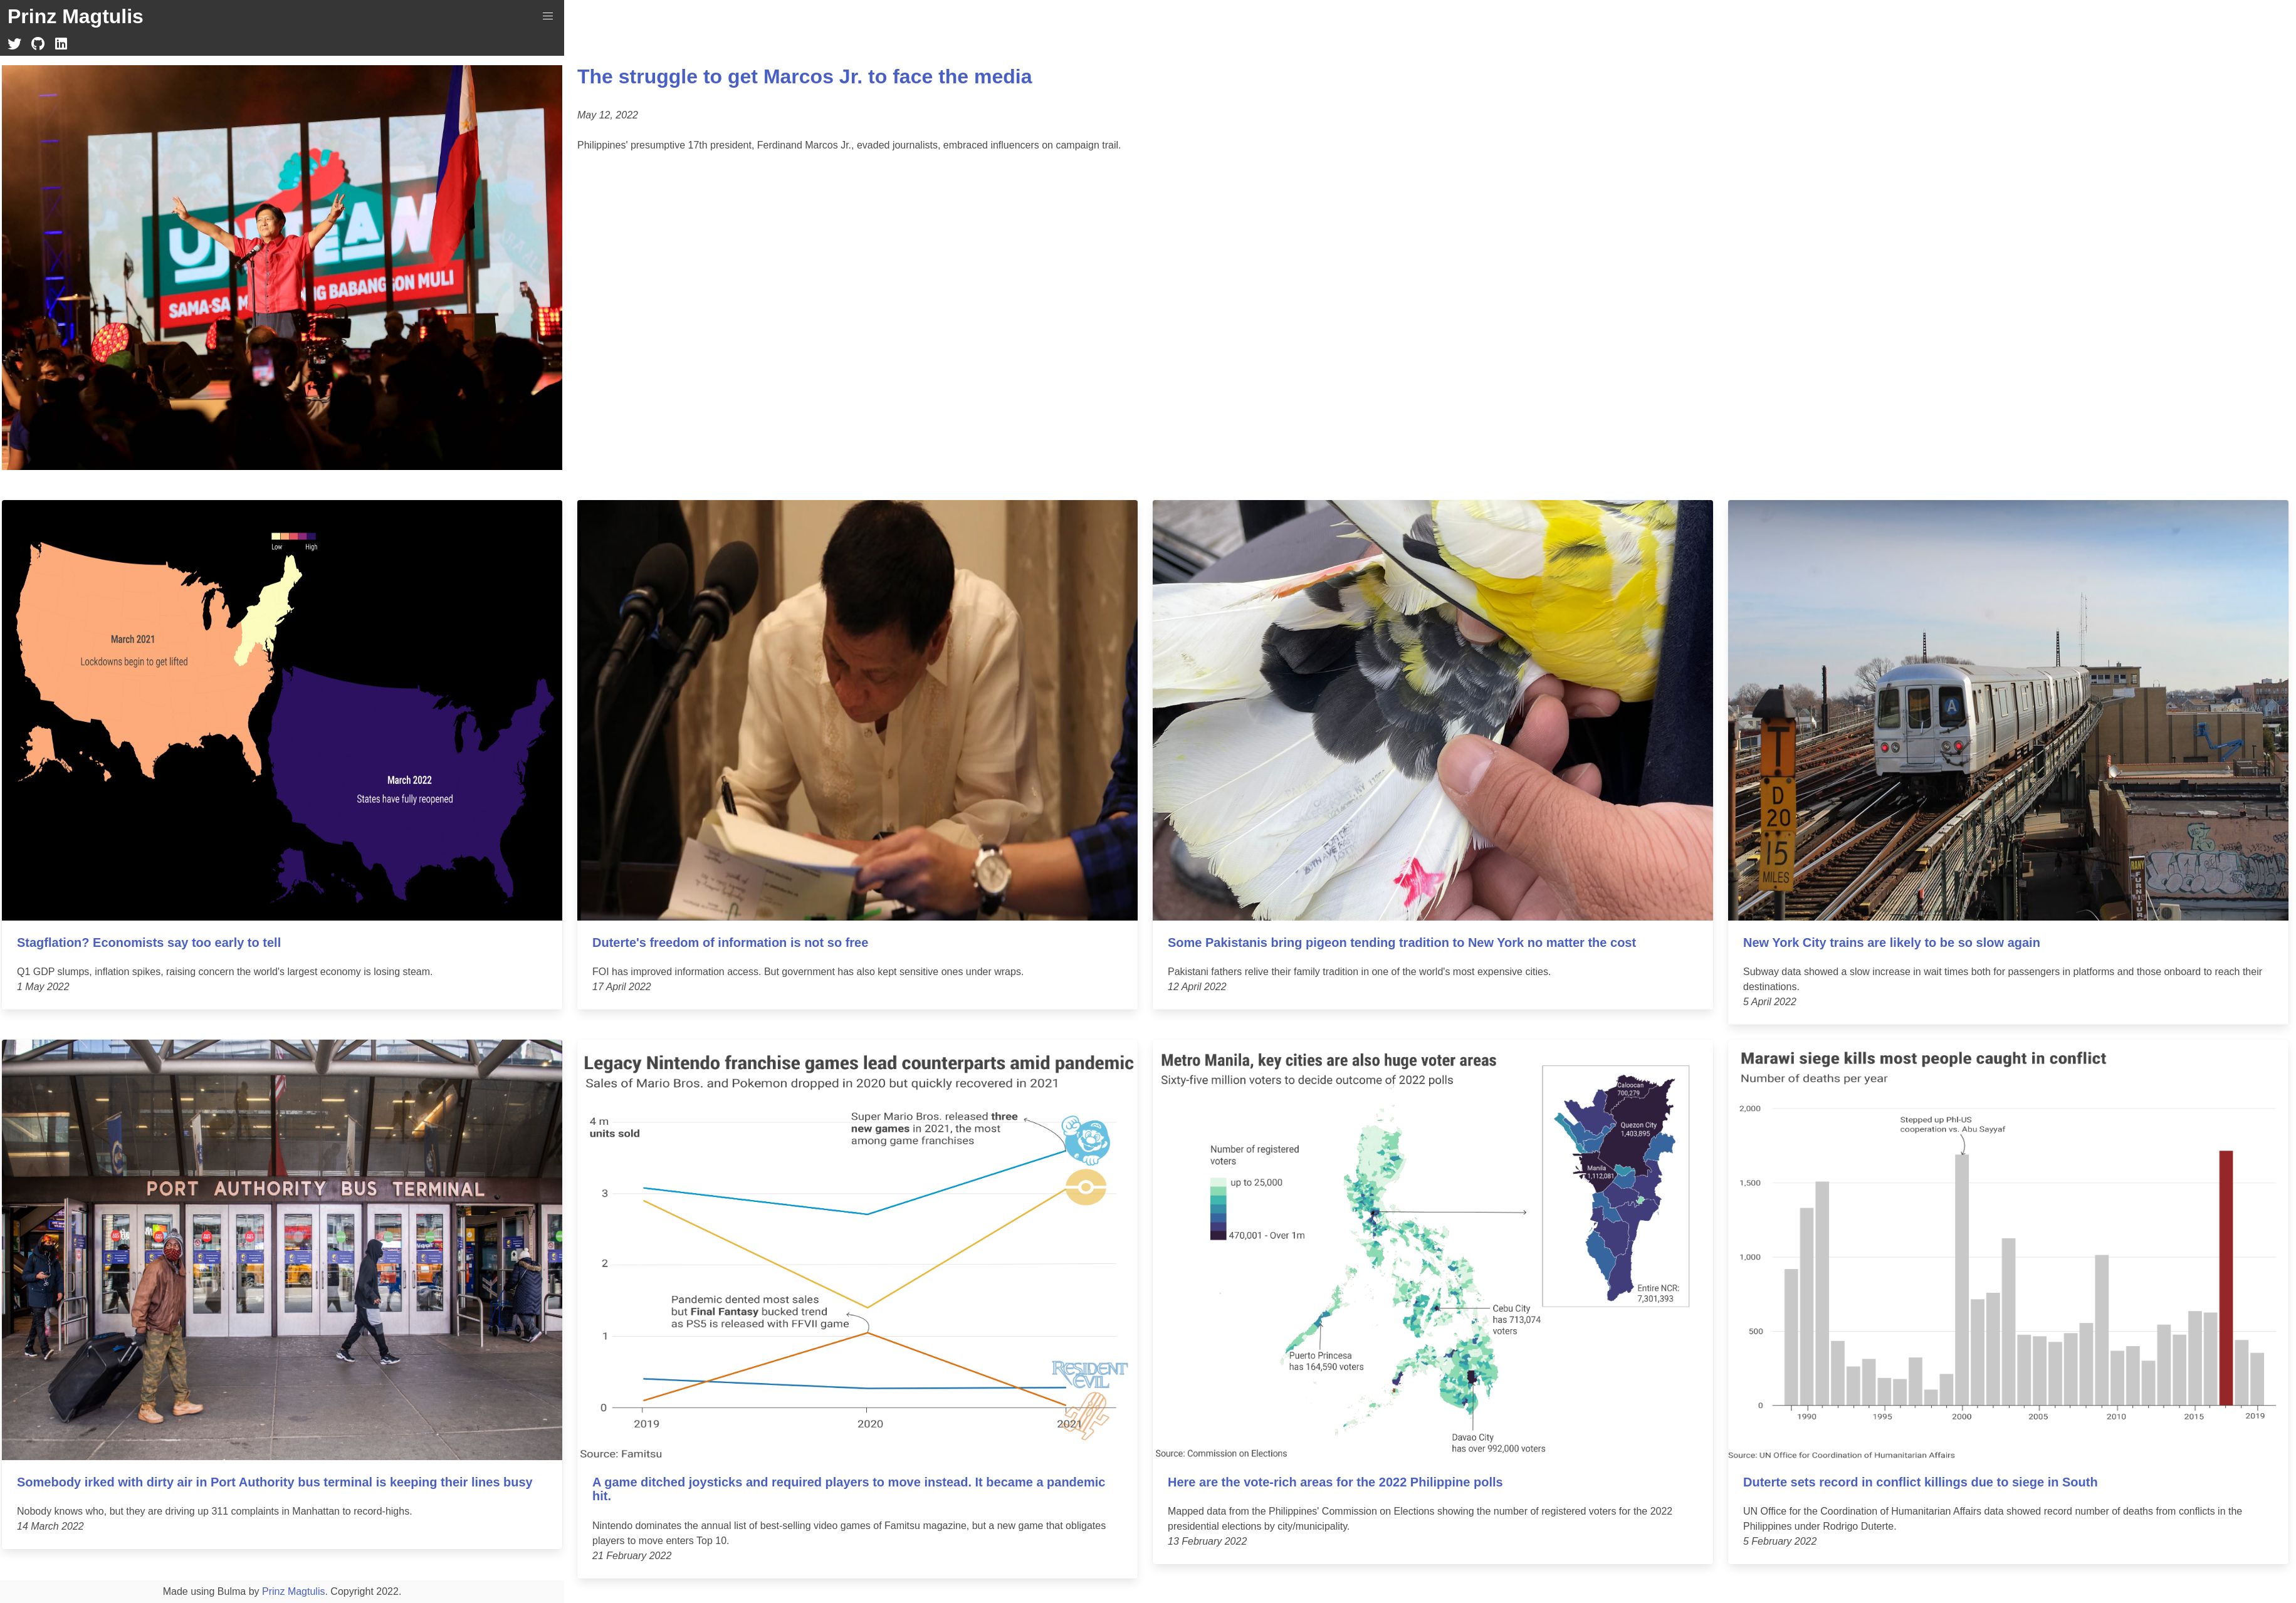 Prinz Magtulis
The struggle to get Marcos Jr. to face the media
May 12, 2022
Philippines' presumptive 17th president, Ferdinand Marcos Jr., evaded journalists, embraced influencers on campaign trail.
BABANGON MULI
Low High
March 2021
Lockdowns begin to get lifted
March 2022
States have fully reopened
Stagflation? Economists say too early to tell
Q1 GDP slumps, inflation spikes, raising concern the world's largest economy is losing steam.
1 May 2022
Duterte's freedom of information is not so free
FOI has improved information access. But government has also kept sensitive ones under wraps.
17 April 2022
Some Pakistanis bring pigeon tending tradition to New York no matter the cost
Pakistani fathers relive their family tradition in one of the world's most expensive cities.
12 April 2022
A
T
D
20
15
MILES
New York City trains are likely to be so slow again
Subway data showed a slow increase in wait times both for passengers in platforms and those onboard to reach their
destinations.
5 April 2022
PORT AUTHORITY BUS TERMINAL
Somebody irked with dirty air in Port Authority bus terminal is keeping their lines busy
Nobody knows who, but they are driving up 311 complaints in Manhattan to record-highs.
14 March 2022
Legacy Nintendo franchise games lead counterparts amid pandemic
Sales of Mario Bros. and Pokemon dropped in 2020 but quickly recovered in 2021
4 m
units sold
Super Mario Bros. released three
new games in 2021, the most
among game franchises
3
2
Pandemic dented most sales
but Final Fantasy bucked trend
as PS5 is released with FFVII game
1
RESIDENT
EVIL
0
2019 2020 2021
Source: Famitsu
A game ditched joysticks and required players to move instead. It became a pandemic
hit.
Nintendo dominates the annual list of best-selling video games of Famitsu magazine, but a new game that obligates
players to move enters Top 10.
21 February 2022
Metro Manila, key cities are also huge voter areas
Sixty-five million voters to decide outcome of 2022 polls
Number of registered
voters
up to 25,000
470,001 - Over 1m
Caloocan
700,279
Quezon City
1,403,895
Manila
1,112,081
Entire NCR:
7,301,393
Cebu City
has 713,074
voters
Puerto Princesa
has 164,590 voters
Davao City
has over 992,000 voters
Source: Commission on Elections
Here are the vote-rich areas for the 2022 Philippine polls
Mapped data from the Philippines' Commission on Elections showing the number of registered voters for the 2022
presidential elections by city/municipality.
13 February 2022
Marawi siege kills most people caught in conflict
Number of deaths per year
2,000
Stepped up Phl-US
cooperation vs. Abu Sayyaf
1,500
1,000
500
0
1990 1995 2000 2005 2010 2015 2019
Source: UN Office for Coordination of Humanitarian Affairs
Duterte sets record in conflict killings due to siege in South
UN Office for the Coordination of Humanitarian Affairs data showed record number of deaths from conflicts in the
Philippines under Rodrigo Duterte.
5 February 2022
Made using Bulma by Prinz Magtulis. Copyright 2022.